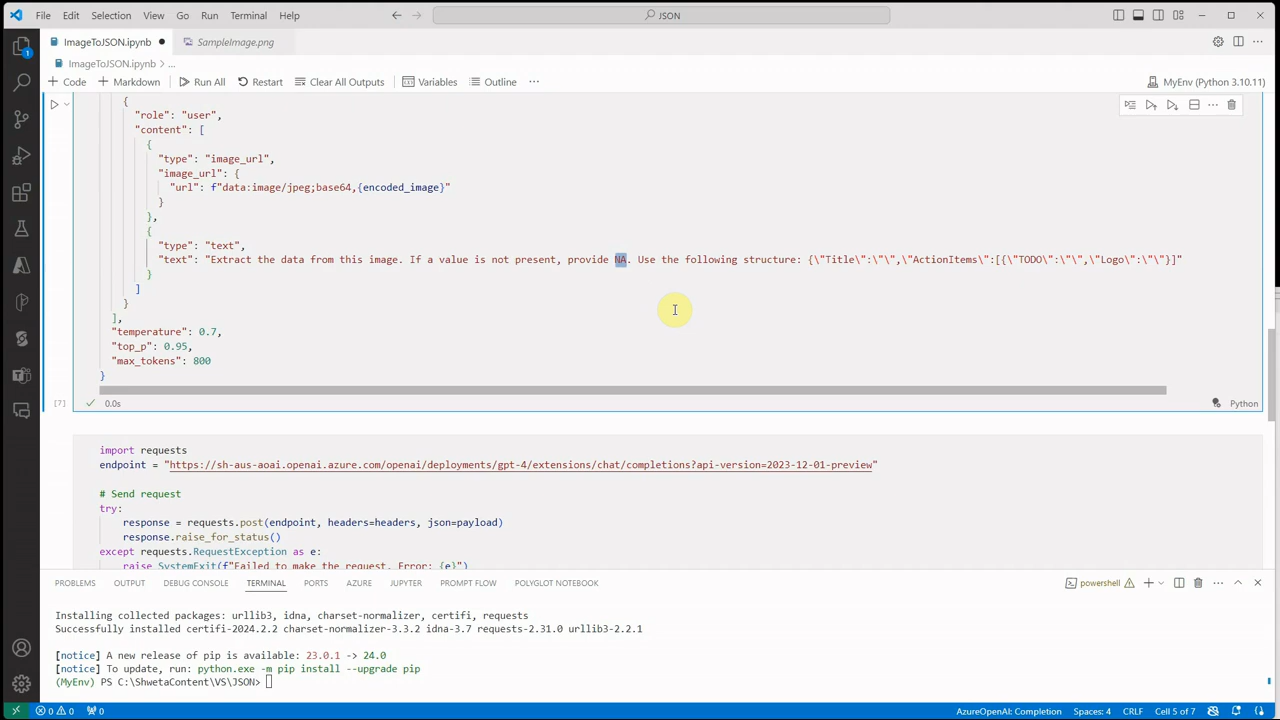 File Edit Selection View Go Run Terminal Help
JSON
ImageToJSON.ipynb
SampleImage.png
ImageToJSON.ipynb > ...
+ Code + Markdown Run All Restart Clear All Outputs Variables Outline ...
MyEnv (Python 3.10.11)
{
"role": "user",
"content": [
{
"type": "image_url",
"image_url": {
"url": f"data:image/jpeg;base64,{encoded_image}"
}
},
{
"type": "text",
"text": "Extract the data from this image. If a value is not present, provide NA. Use the following structure: {\"Title\":\"\",\"ActionItems\":[{\"TODO\":\"\",\"Logo\":\"\"}]"
}
]
}
],
"temperature": 0.7,
"top_p": 0.95,
"max_tokens": 800
}
[7]
0.0s
Python
import requests
endpoint = "https://sh-aus-aoai.openai.azure.com/openai/deployments/gpt-4/extensions/chat/completions?api-version=2023-12-01-preview"
# Send request
try:
response = requests.post(endpoint, headers=headers, json=payload)
response.raise_for_status()
except requests.RequestException as e:
raise SystemExit(f"Failed to make the request. Error: {e}")
PROBLEMS OUTPUT DEBUG CONSOLE TERMINAL PORTS AZURE JUPYTER PROMPT FLOW POLYGLOT NOTEBOOK
powershell
Installing collected packages: urllib3, idna, charset-normalizer, certifi, requests
Successfully installed certifi-2024.2.2 charset-normalizer-3.3.2 idna-3.7 requests-2.31.0 urllib3-2.2.1
[notice] A new release of pip is available: 23.0.1 -> 24.0
[notice] To update, run: python.exe -m pip install --upgrade pip
(MyEnv) PS C:\ShwetaContent\VS\JSON>
0 0 0
AzureOpenAI: Completion Spaces: 4 CRLF Cell 5 of 7